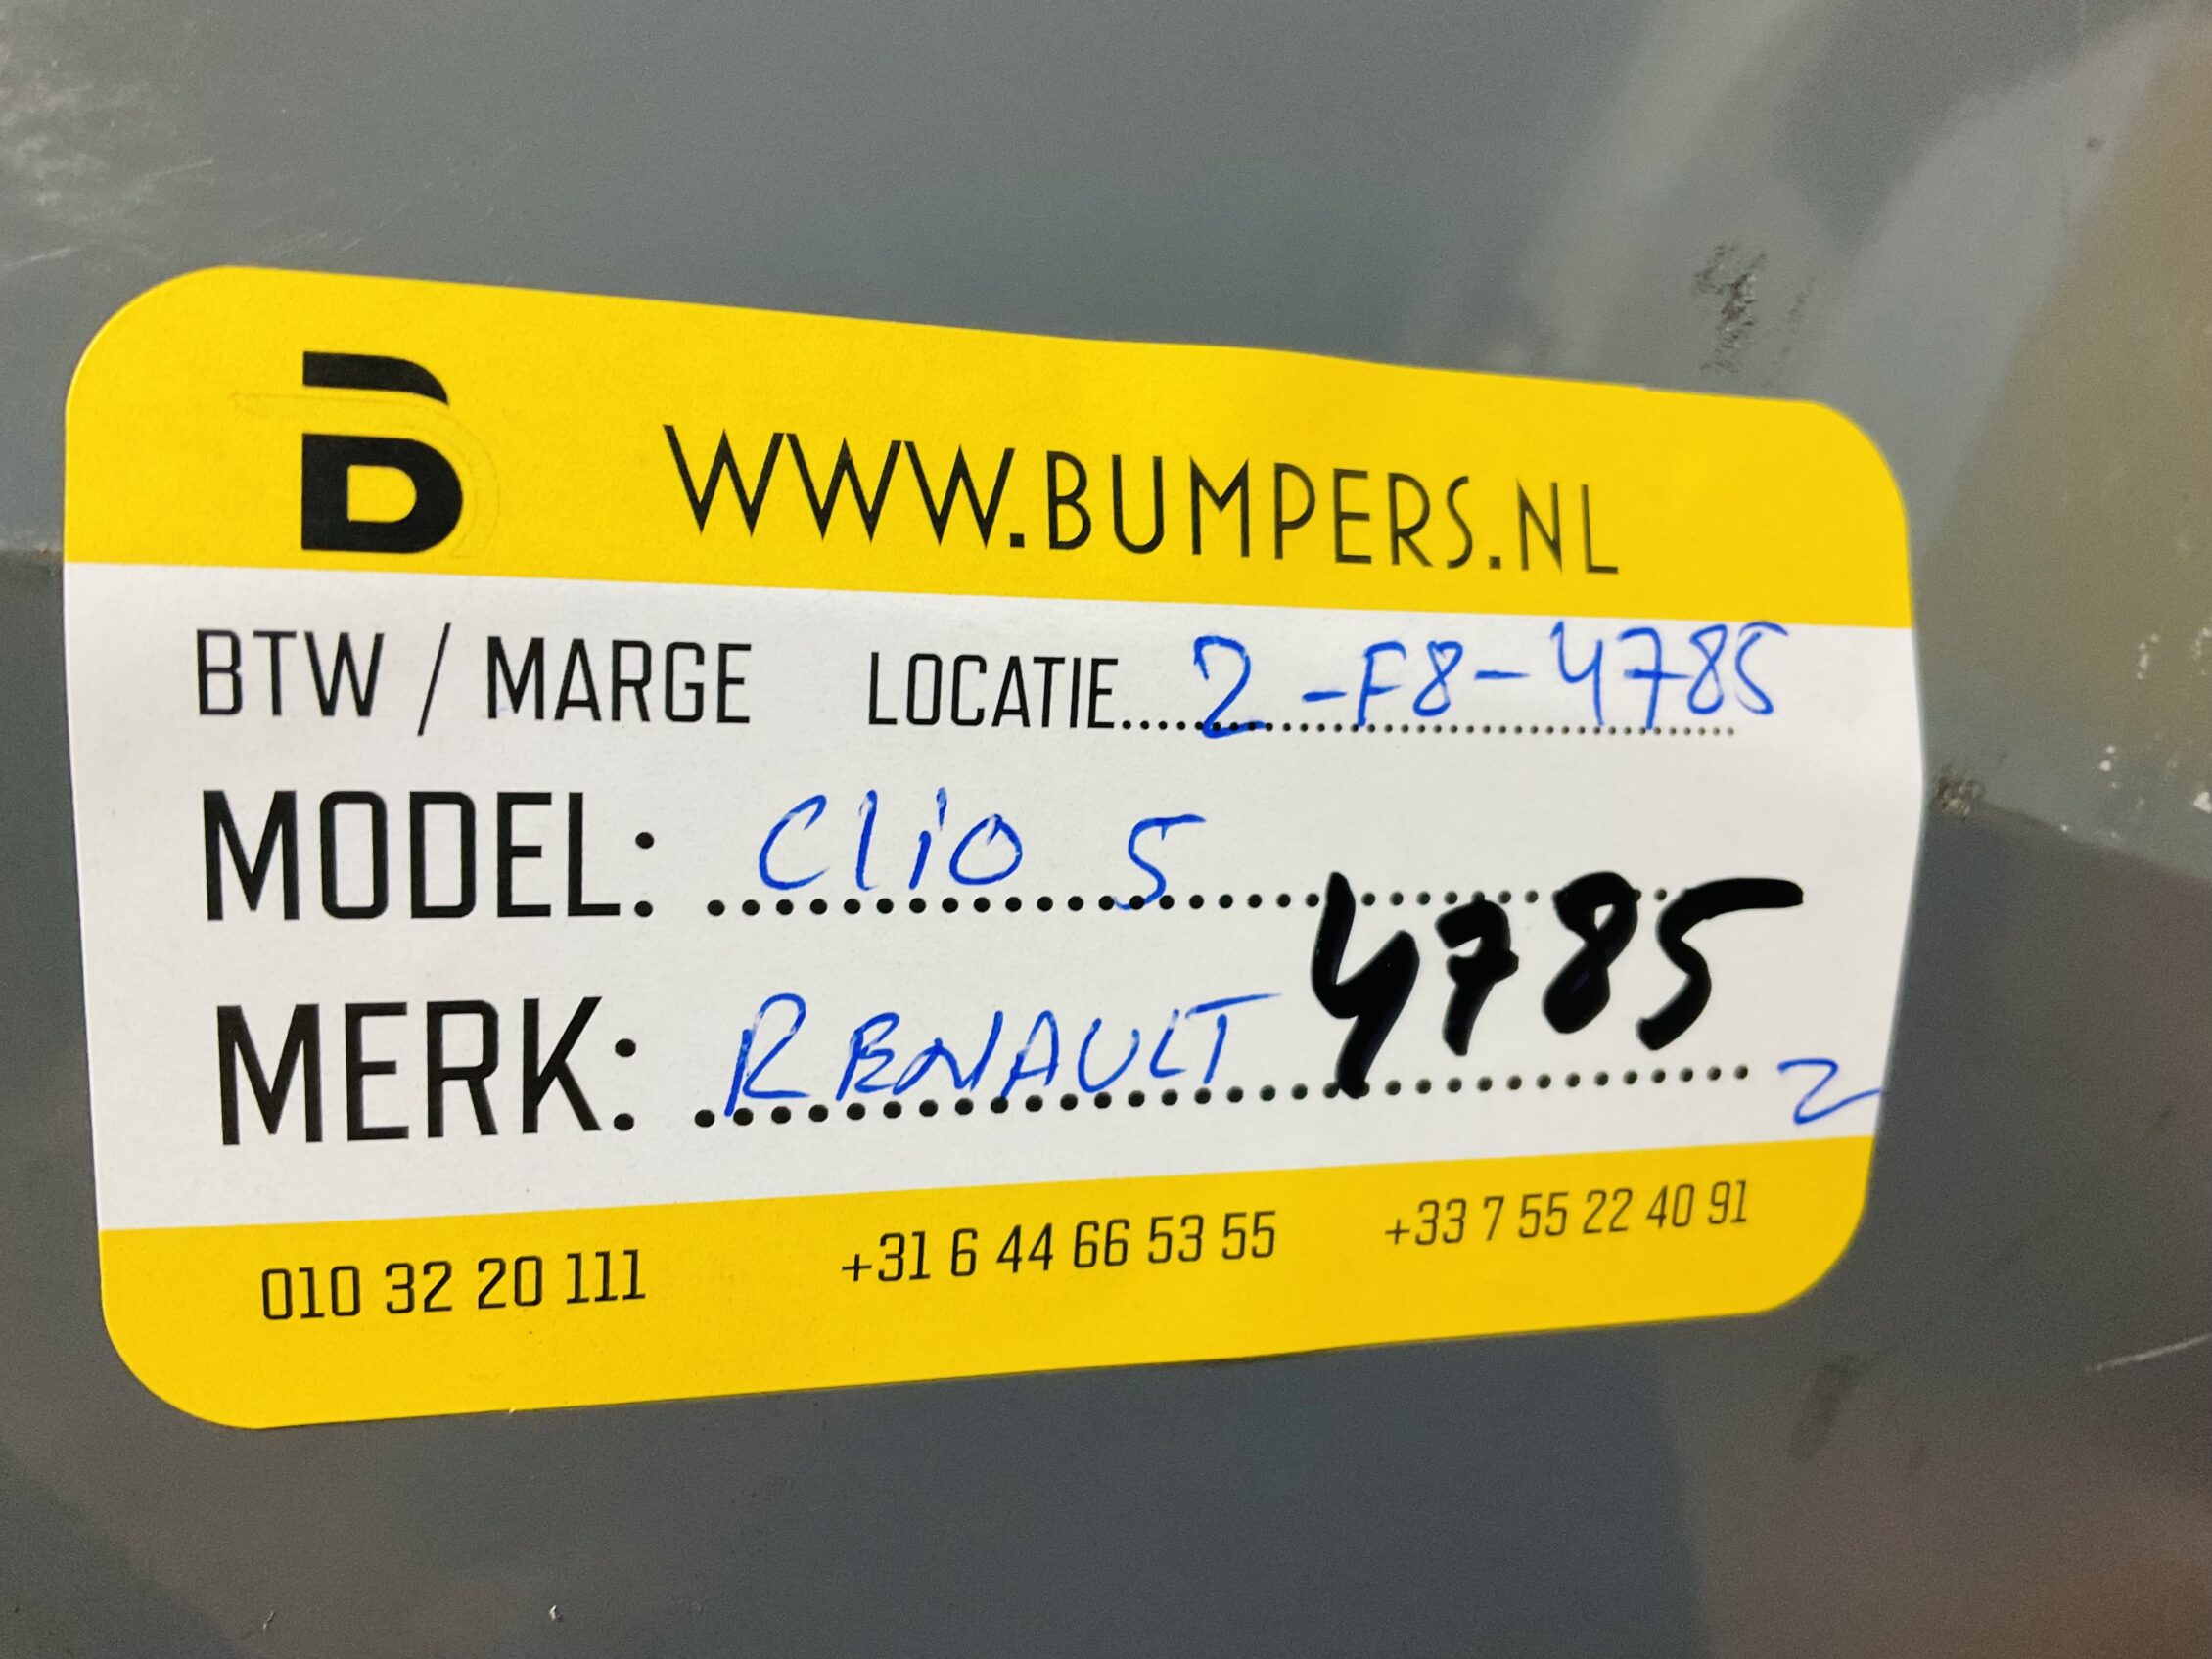 B WWW.BUMPERS.NL
BTW / MARGE LOCATIE.... 2-F8-4785
MODEL: Clio 5
4785
MERK: RENAULT
2
010 32 20 111 +31 6 44 66 53 55 +33 7 55 22 40 91